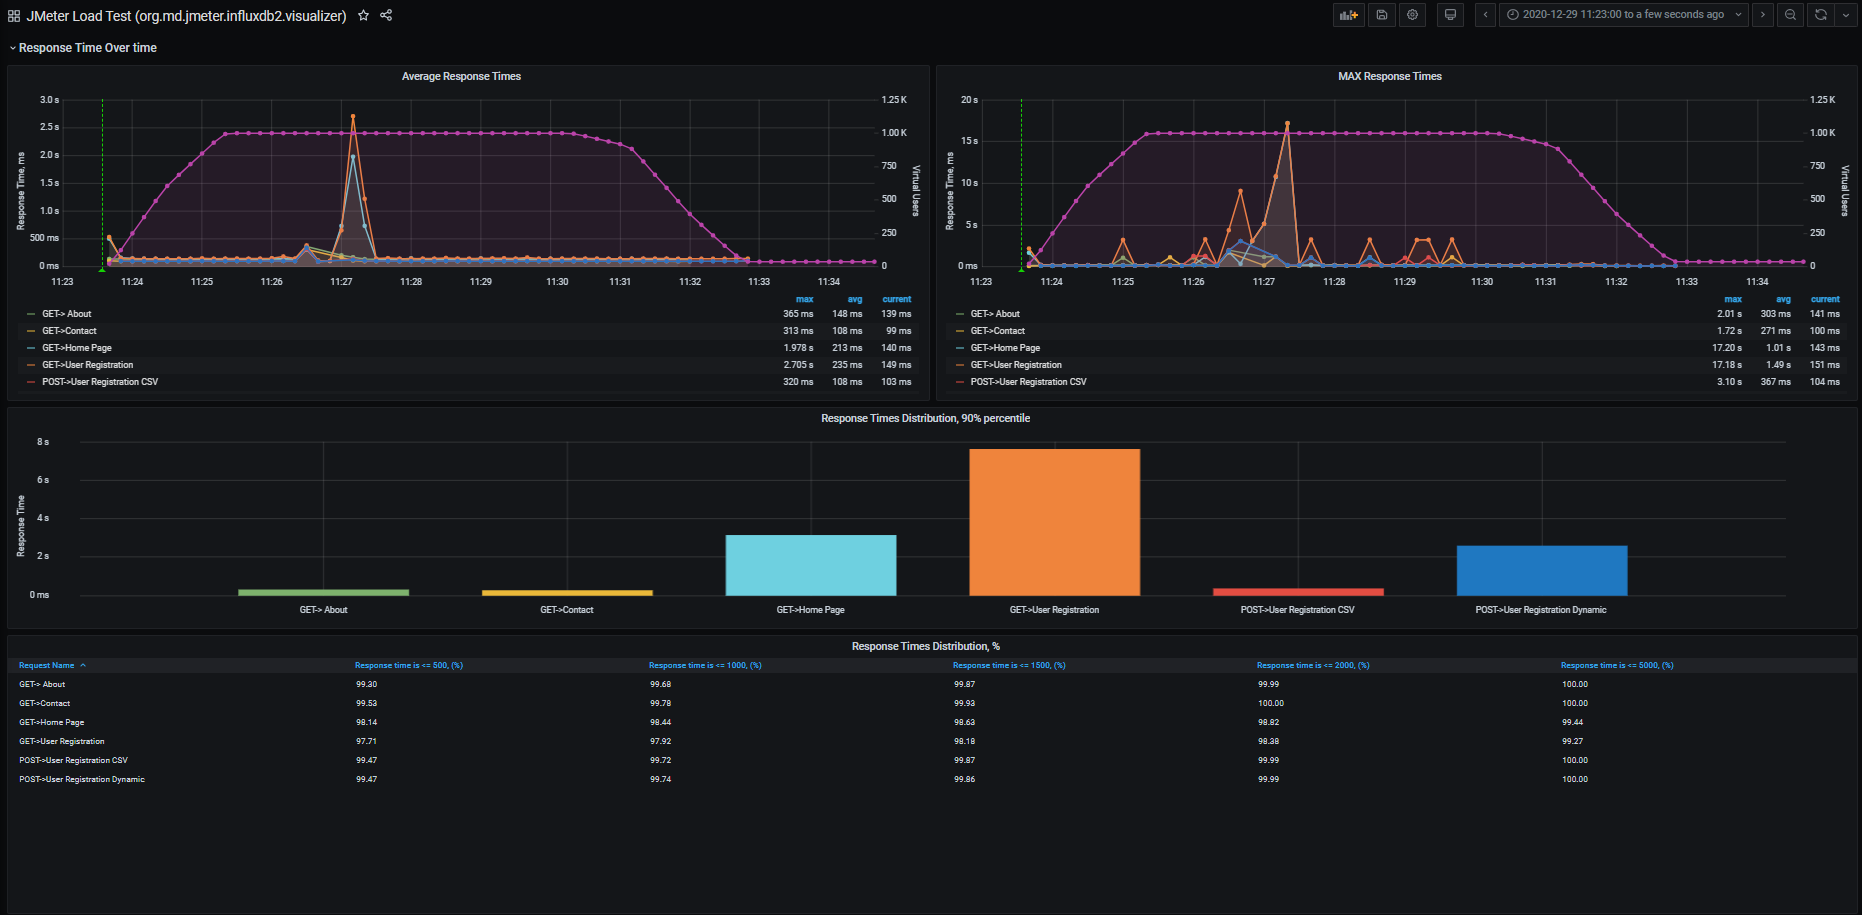 JMeter Load Test (org.md.jmeter.influxdb2.visualizer)
2020-12-29 11:23:00 to a few seconds ago
Response Time Over time
Average Response Times
Response Time, ms
3.0 s
2.5 s
2.0 s
1.5 s
1.0 s
500 ms
0 ms
1.25 K
1.00 K
750
500
250
0
Virtual Users
11:23 11:24 11:25 11:26 11:27 11:28 11:29 11:30 11:31 11:32 11:33 11:34
max avg current
GET-> About 365 ms 148 ms 139 ms
GET->Contact 313 ms 108 ms 99 ms
GET->Home Page 1.978 s 213 ms 140 ms
GET->User Registration 2.705 s 235 ms 149 ms
POST->User Registration CSV 320 ms 108 ms 103 ms
MAX Response Times
Response Time, ms
20 s
15 s
10 s
5 s
0 ms
1.25 K
1.00 K
750
500
250
0
Virtual Users
11:23 11:24 11:25 11:26 11:27 11:28 11:29 11:30 11:31 11:32 11:33 11:34
max avg current
GET-> About 2.01 s 303 ms 141 ms
GET->Contact 1.72 s 271 ms 100 ms
GET->Home Page 17.20 s 1.01 s 143 ms
GET->User Registration 17.18 s 1.49 s 151 ms
POST->User Registration CSV 3.10 s 367 ms 104 ms
Response Times Distribution, 90% percentile
Response Time
8 s
6 s
4 s
2 s
0 ms
GET-> About GET->Contact GET->Home Page GET->User Registration POST->User Registration CSV POST->User Registration Dynamic
Response Times Distribution, %
Request Name Response time is <= 500, (%) Response time is <= 1000, (%) Response time is <= 1500, (%) Response time is <= 2000, (%) Response time is <= 5000, (%)
GET-> About 99.30 99.68 99.87 99.99 100.00
GET->Contact 99.53 99.78 99.93 100.00 100.00
GET->Home Page 98.14 98.44 98.63 98.82 99.44
GET->User Registration 97.71 97.92 98.18 98.38 99.27
POST->User Registration CSV 99.47 99.72 99.87 99.99 100.00
POST->User Registration Dynamic 99.47 99.74 99.86 99.99 100.00